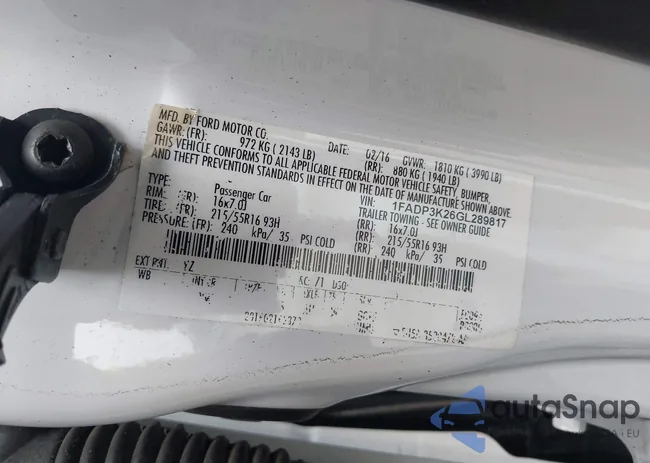 MFD. BY FORD MOTOR CO.
DATE: 02/16 GVWR: 1810 KG ( 3990 LB)
GAWR:(FR): 972 KG ( 2143 LB) (RR): 880 KG ( 1940 LB)
THIS VEHICLE CONFORMS TO ALL APPLICABLE FEDERAL MOTOR VEHICLE SAFETY, BUMPER,
AND THEFT PREVENTION STANDARDS IN EFFECT ON THE DATE OF MANUFACTURE SHOWN ABOVE.
VIN: 1FADP3K26GL289817
TYPE: Passenger Car TRAILER TOWING - SEE OWNER GUIDE
RIM: 16x7.0J (RR): 16x7.0J
TIRES: (FR): 215/55R16 93H (RR): 215/55R16 93H
PRESSURE: (FR): 240 kPa/ 35 PSI COLD (RR): 240 kPa/ 35 PSI COLD
EXT PNT: YZ
WB
autoSnap